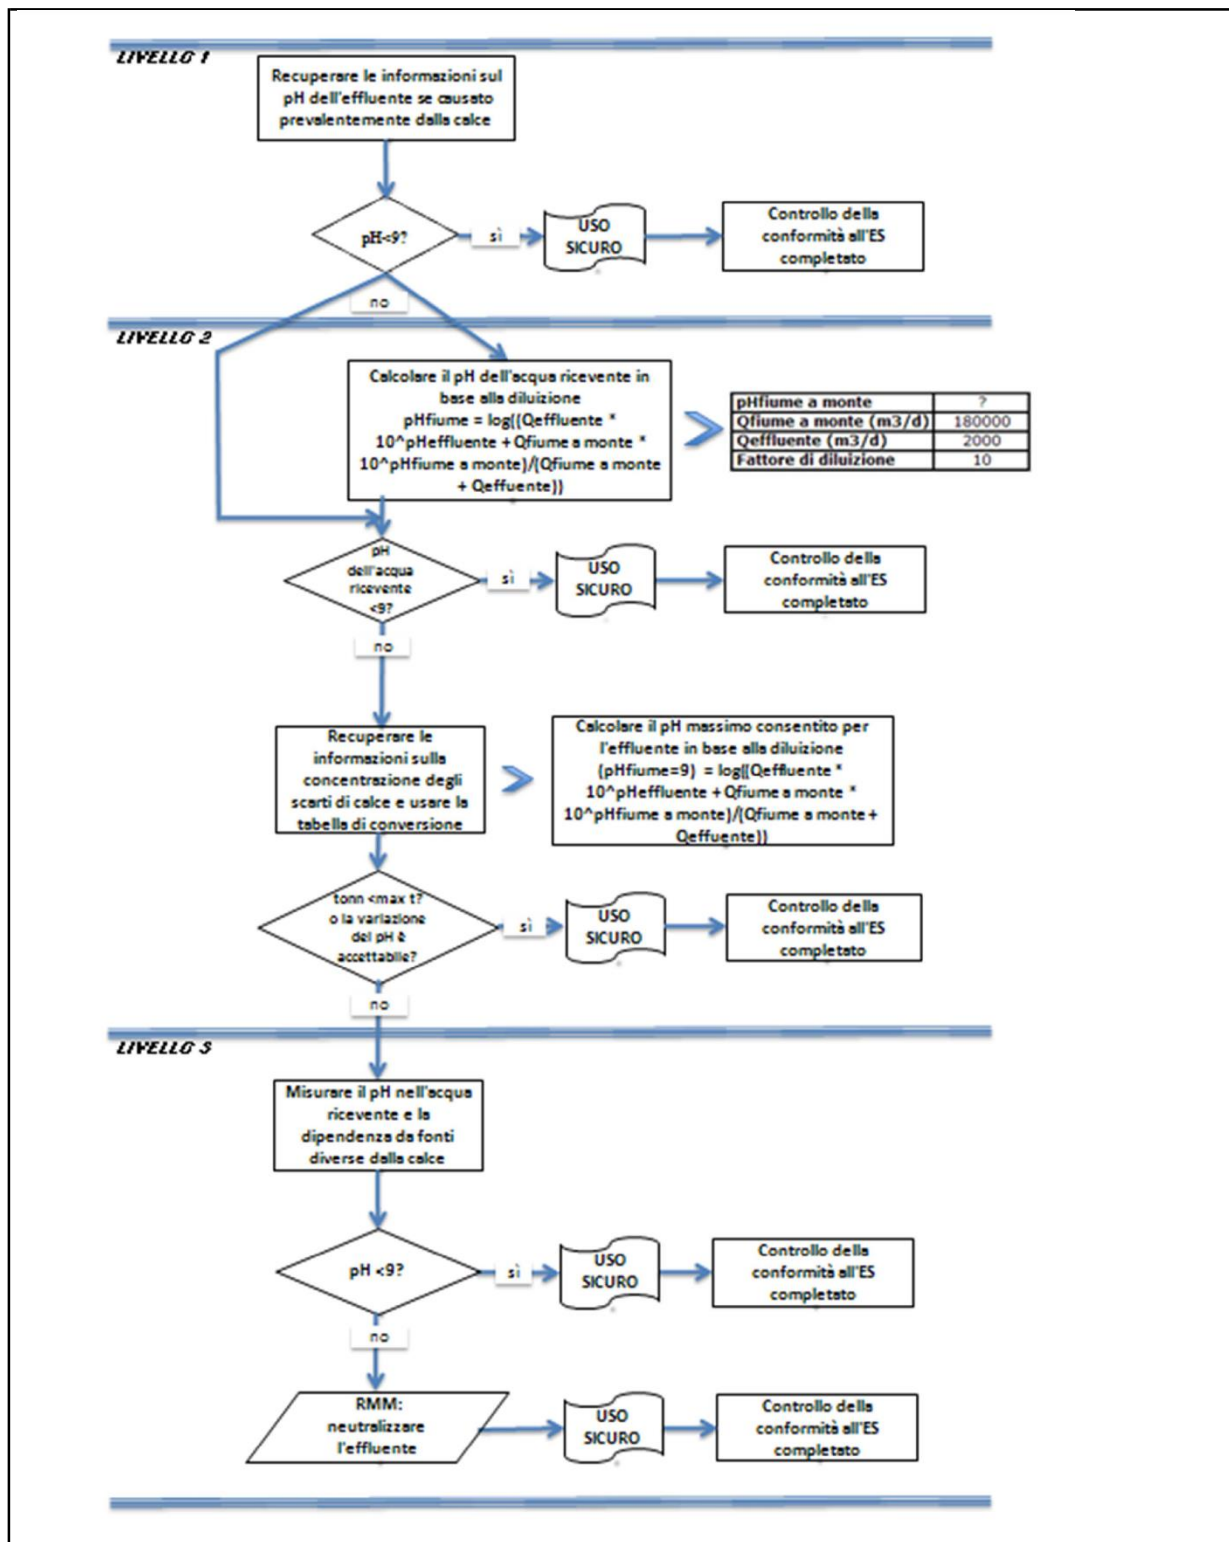 LIVELLO 1
Recuperare le informazioni sul
pH dell'effluente se causato
prevalentemente dalla calce
pH<9?
sì
USO
SICURO
Controllo della
conformità all'ES
completato
no
LIVELLO 2
Calcolare il pH dell'acqua ricevente in
base alla diluizione
pHfiume = log((Qeffluente *
10^pHeffluente + Qfiume a monte *
10^pHfiume a monte)/(Qfiume a monte
+ Qeffuente))
pHfiume a monte ?
Qfiume a monte (m3/d) 180000
Qeffluente (m3/d) 2000
Fattore di diluizione 10
pH
dell'acqua
ricevente
<9?
sì
USO
SICURO
Controllo della
conformità all'ES
completato
no
Recuperare le
informazioni sulla
concentrazione degli
scarti di calce e usare la
tabella di conversione
Calcolare il pH massimo consentito per
l'effluente in base alla diluizione
(pHfiume=9) = log((Qeffluente *
10^pHeffluente + Qfiume a monte *
10^pHfiume a monte)/(Qfiume a monte +
Qeffuente))
tonn <max t?
o la variazione
del pH è
accettabile?
sì
USO
SICURO
Controllo della
conformità all'ES
completato
no
LIVELLO 3
Misurare il pH nell'acqua
ricevente e la
dipendenza da fonti
diverse dalla calce
pH <9?
sì
USO
SICURO
Controllo della
conformità all'ES
completato
no
RMM:
neutralizzare
l'effluente
USO
SICURO
Controllo della
conformità all'ES
completato